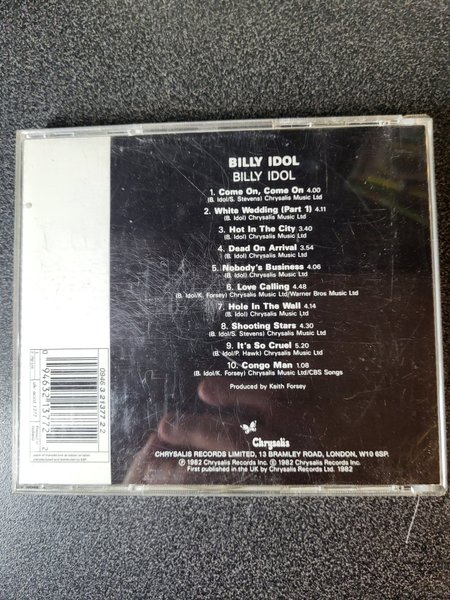 BILLY IDOL
BILLY IDOL
1. Come On, Come On 4.00
(B. Idol/S. Stevens) Chrysalis Music Ltd
2. White Wedding (Part 1) 4.11
(B. Idol) Chrysalis Music Ltd
3. Hot In The City 3.40
(B. Idol) Chrysalis Music Ltd
4. Dead On Arrival 3.54
(B. Idol) Chrysalis Music Ltd
5. Nobody's Business 4.06
(B. Idol) Chrysalis Music Ltd
6. Love Calling 4.48
(B. Idol/K. Forsey) Chrysalis Music Ltd/Warner Bros Music Ltd
7. Hole In The Wall 4.14
(B. Idol) Chrysalis Music Ltd
8. Shooting Stars 4.30
(B. Idol/S. Stevens) Chrysalis Music Ltd
9. It's So Cruel 5.20
(B. Idol/P. Hawk) Chrysalis Music Ltd
10. Congo Man 1.08
(B. Idol/K. Forsey) Chrysalis Music Ltd/CBS Songs
Produced by Keith Forsey
Chrysalis
CHRYSALIS RECORDS LIMITED, 13 BRAMLEY ROAD, LONDON, W10 6SP.
℗ 1982 Chrysalis Records Inc. © 1982 Chrysalis Records Inc.
First published in the UK by Chrysalis Records Ltd. 1982
0946 3 21377 2 2
0 94632 13772 2